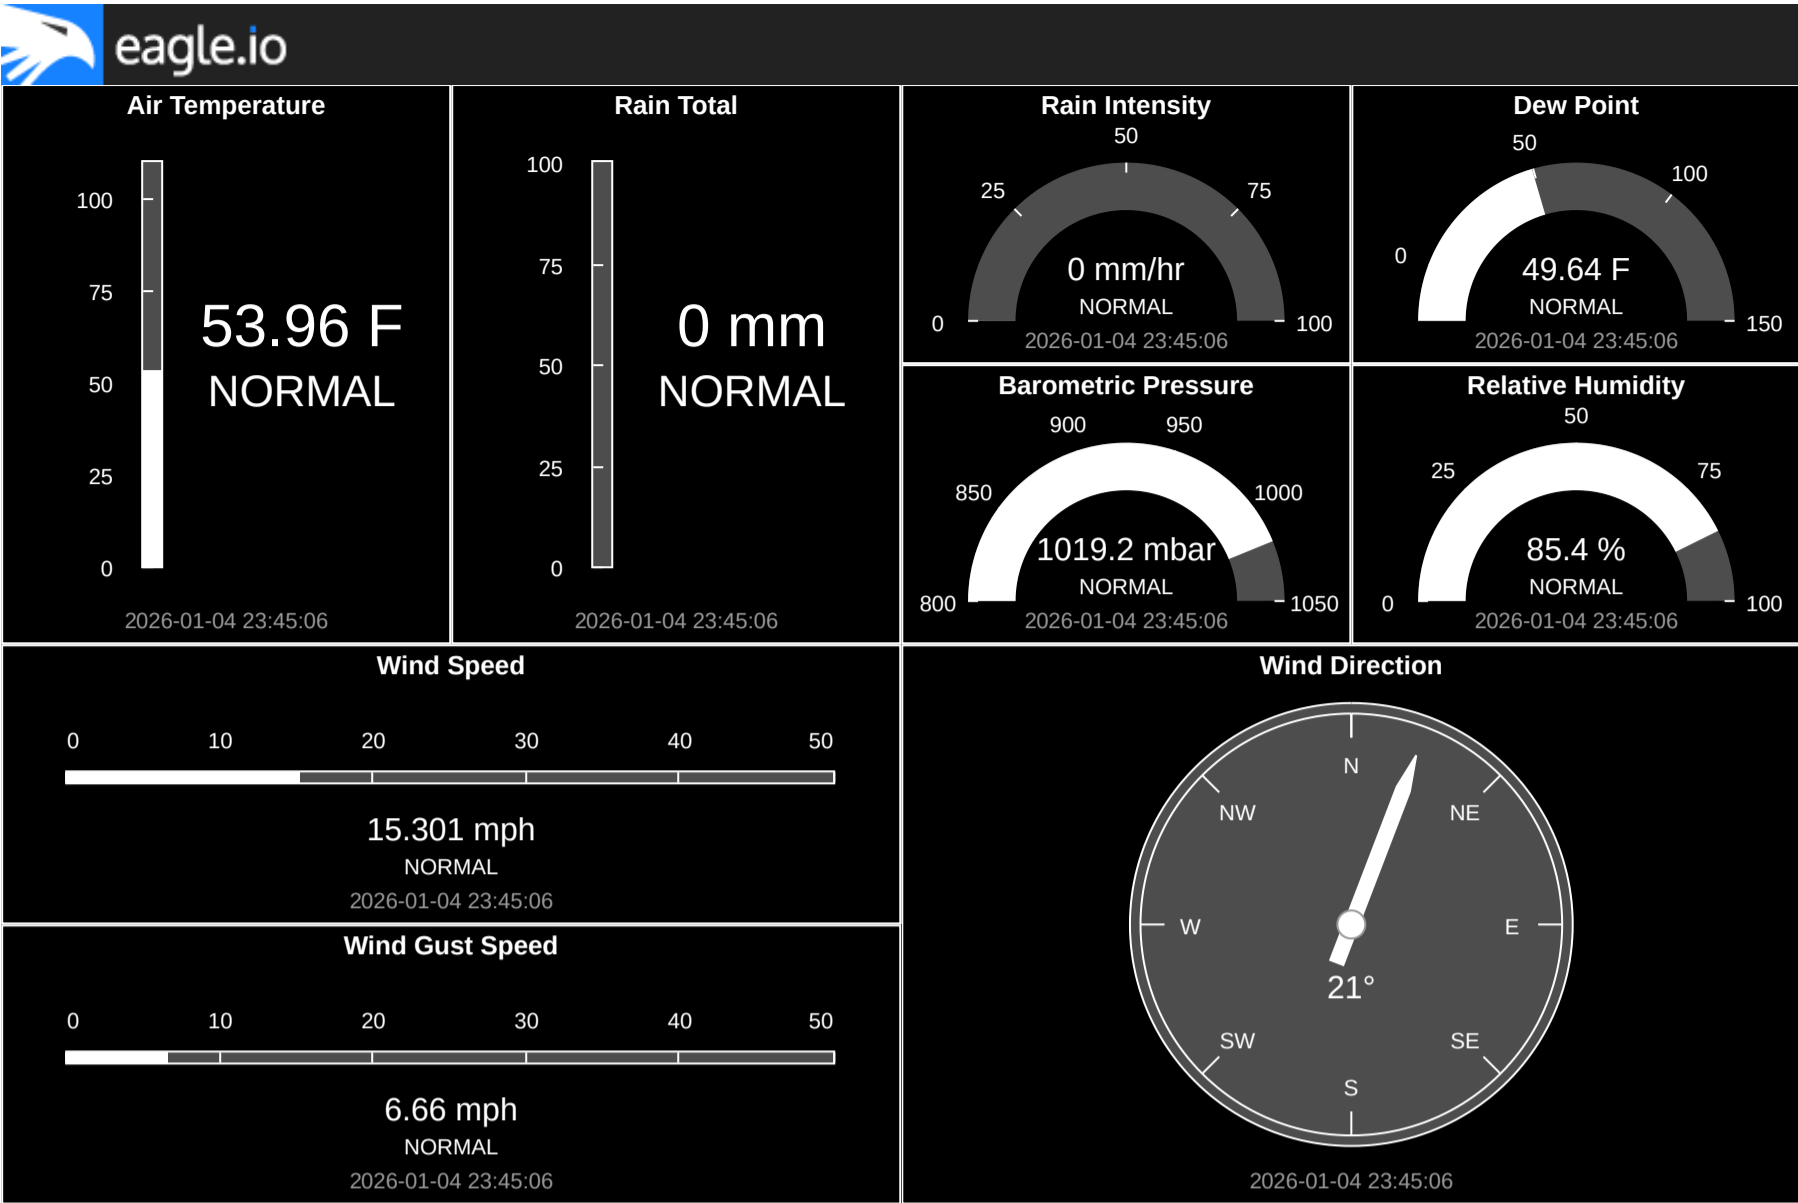 eagle.io
Air Temperature
100
75
50
25
0
53.96 F
NORMAL
2026-01-04 23:45:06
Rain Total
100
75
50
25
0
0 mm
NORMAL
2026-01-04 23:45:06
Rain Intensity
50
25
75
0
100
0 mm/hr
NORMAL
2026-01-04 23:45:06
Dew Point
50
100
0
150
49.64 F
NORMAL
2026-01-04 23:45:06
Barometric Pressure
900
950
850
1000
800
1050
1019.2 mbar
NORMAL
2026-01-04 23:45:06
Relative Humidity
50
25
75
0
100
85.4 %
NORMAL
2026-01-04 23:45:06
Wind Speed
0 10 20 30 40 50
15.301 mph
NORMAL
2026-01-04 23:45:06
Wind Gust Speed
0 10 20 30 40 50
6.66 mph
NORMAL
2026-01-04 23:45:06
Wind Direction
N
NW
NE
W
E
21°
SW
SE
S
2026-01-04 23:45:06